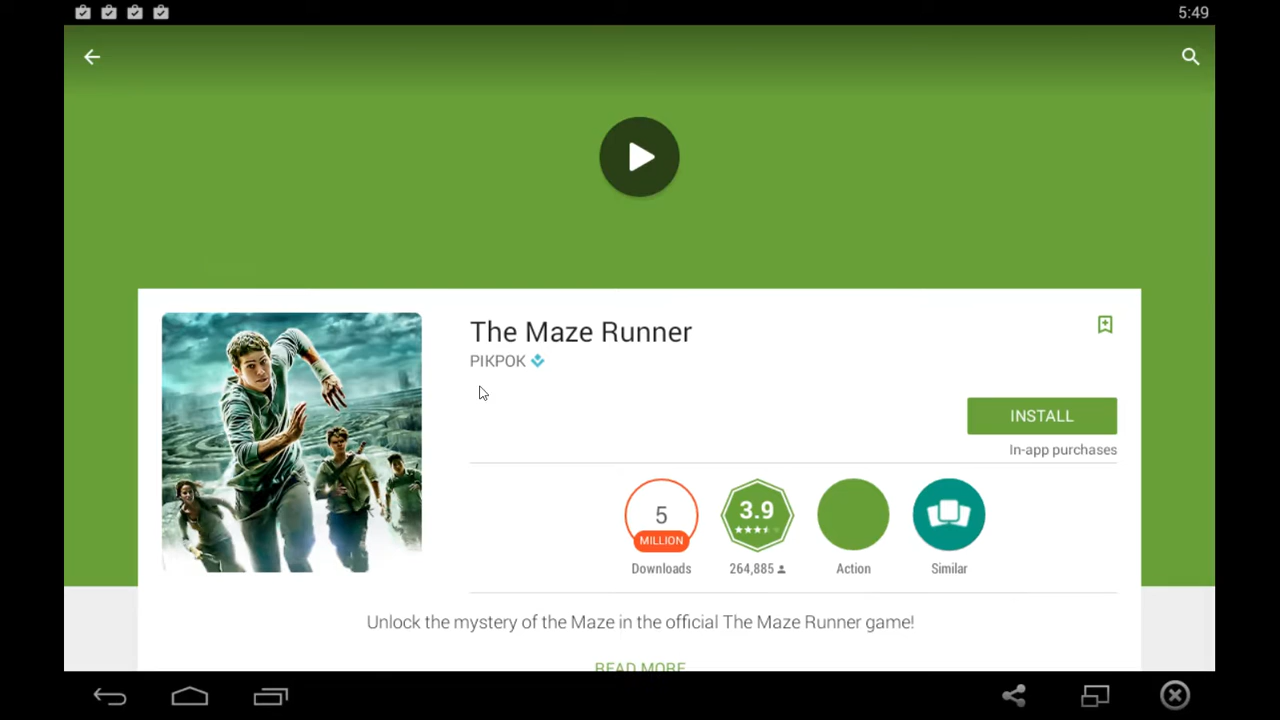 5:49
The Maze Runner
PIKPOK
INSTALL
In-app purchases
5
MILLION
Downloads
3.9
264,885
Action
Similar
Unlock the mystery of the Maze in the official The Maze Runner game!
READ MORE